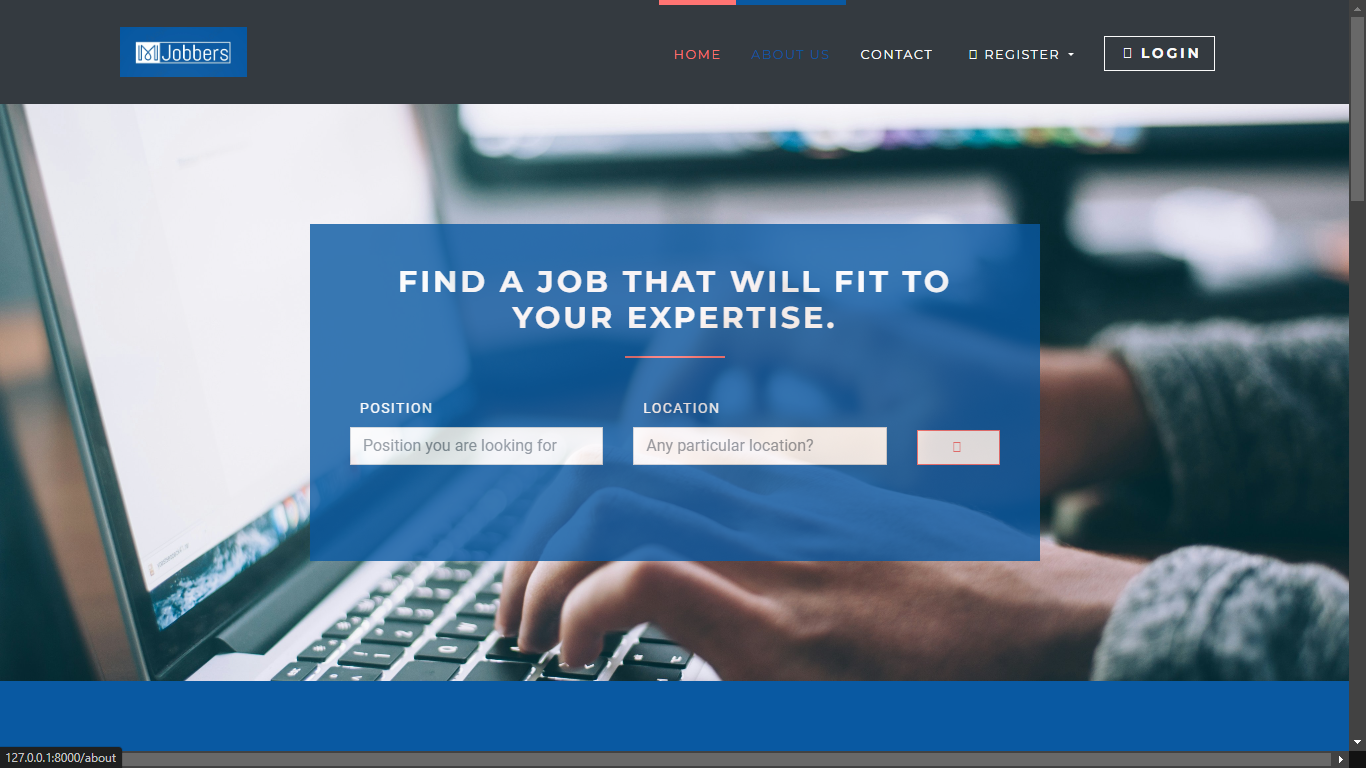 Jobbers
HOME
ABOUT US
CONTACT
REGISTER
LOGIN
FIND A JOB THAT WILL FIT TO
YOUR EXPERTISE.
POSITION
LOCATION
Position you are looking for
Any particular location?
127.0.0.1:8000/about